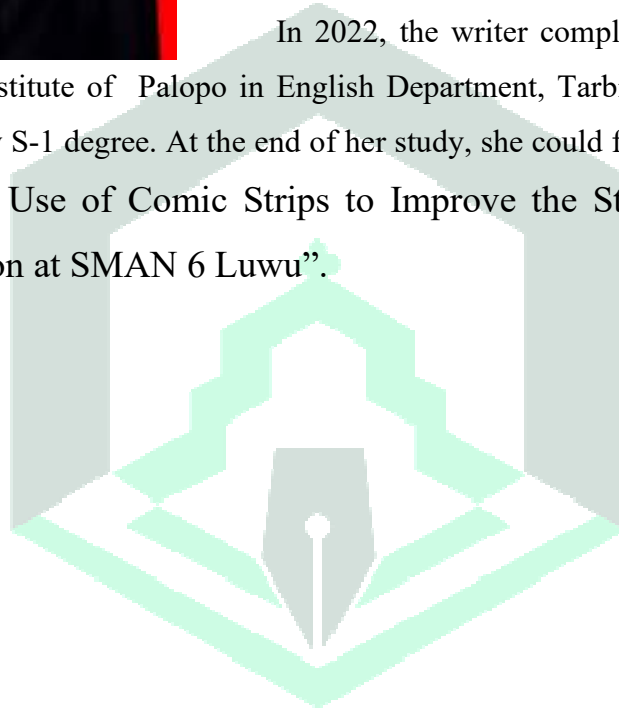 In 2022, the writer compl
stitute of Palopo in English Department, Tarb
S-1 degree. At the end of her study, she could f
Use of Comic Strips to Improve the St
on at SMAN 6 Luwu”.